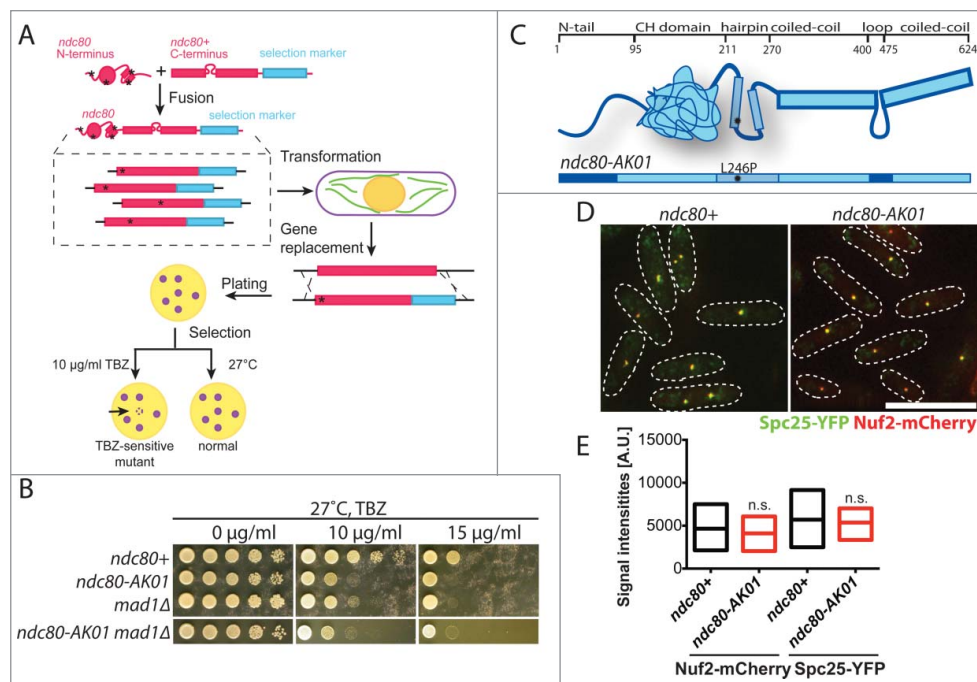 A
ndc80
N-terminus
ndc80+
C-terminus
selection marker
+
Fusion
ndc80
selection marker
Transformation
Gene
replacement
Plating
Selection
10 µg/ml TBZ
27°C
TBZ-sensitive
mutant
normal
B
27°C, TBZ
0 µg/ml 10 µg/ml 15 µg/ml
ndc80+
ndc80-AK01
mad1Δ
ndc80-AK01 mad1Δ
C
N-tail CH domain hairpin coiled-coil loop coiled-coil
1 95 211 270 400 475 624
ndc80-AK01
L246P
D
ndc80+ ndc80-AK01
Spc25-YFP Nuf2-mCherry
E
Signal intensitites [A.U.]
15000
10000
5000
0
n.s.
n.s.
ndc80+
ndc80-AK01
ndc80+
ndc80-AK01
Nuf2-mCherry Spc25-YFP